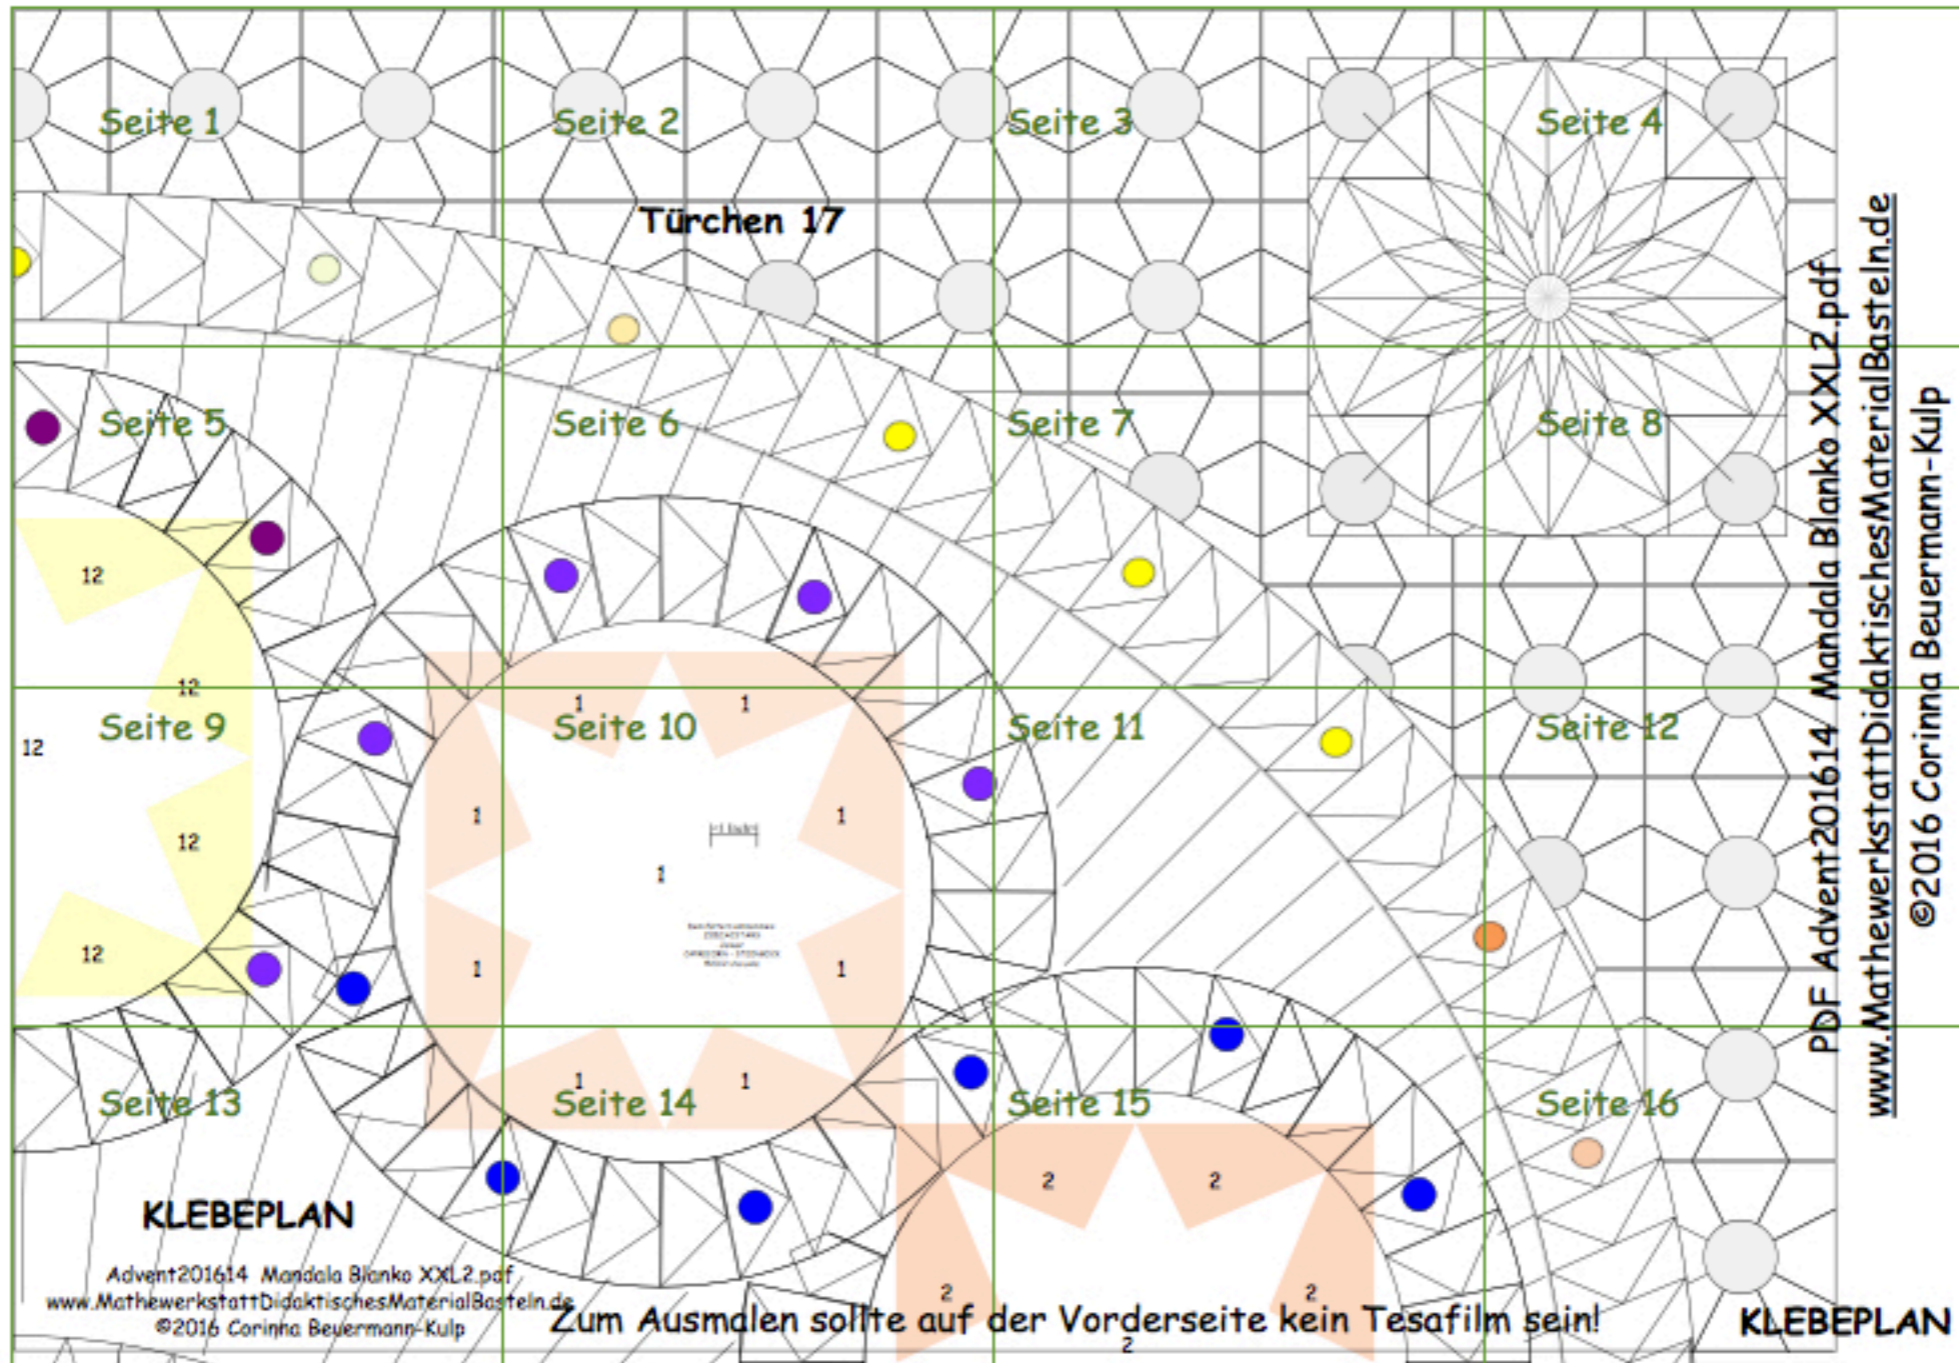 Seite 1
Seite 2
Seite 3
Seite 4
Türchen 17
Seite 5
Seite 6
Seite 7
Seite 8
12
12
1
1
Seite 9
Seite 10
Seite 11
Seite 12
12
1
1
12
1
12
1
1
1
1
Seite 13
Seite 14
Seite 15
Seite 16
2
2
KLEBEPLAN
Advent201614 Mandala Blanko XXL2.pdf
www.MathewerkstattDidaktischesMaterialBasteln.de
©2016 Corinna Beuermann-Kulp
2
2
Zum Ausmalen sollte auf der Vorderseite kein Tesafilm sein!
2
KLEBEPLAN
PDF Advent201614 Mandala Blanko XXL2.pdf
www.MathewerkstattDidaktischesMaterialBasteln.de
©2016 Corinna Beuermann-Kulp